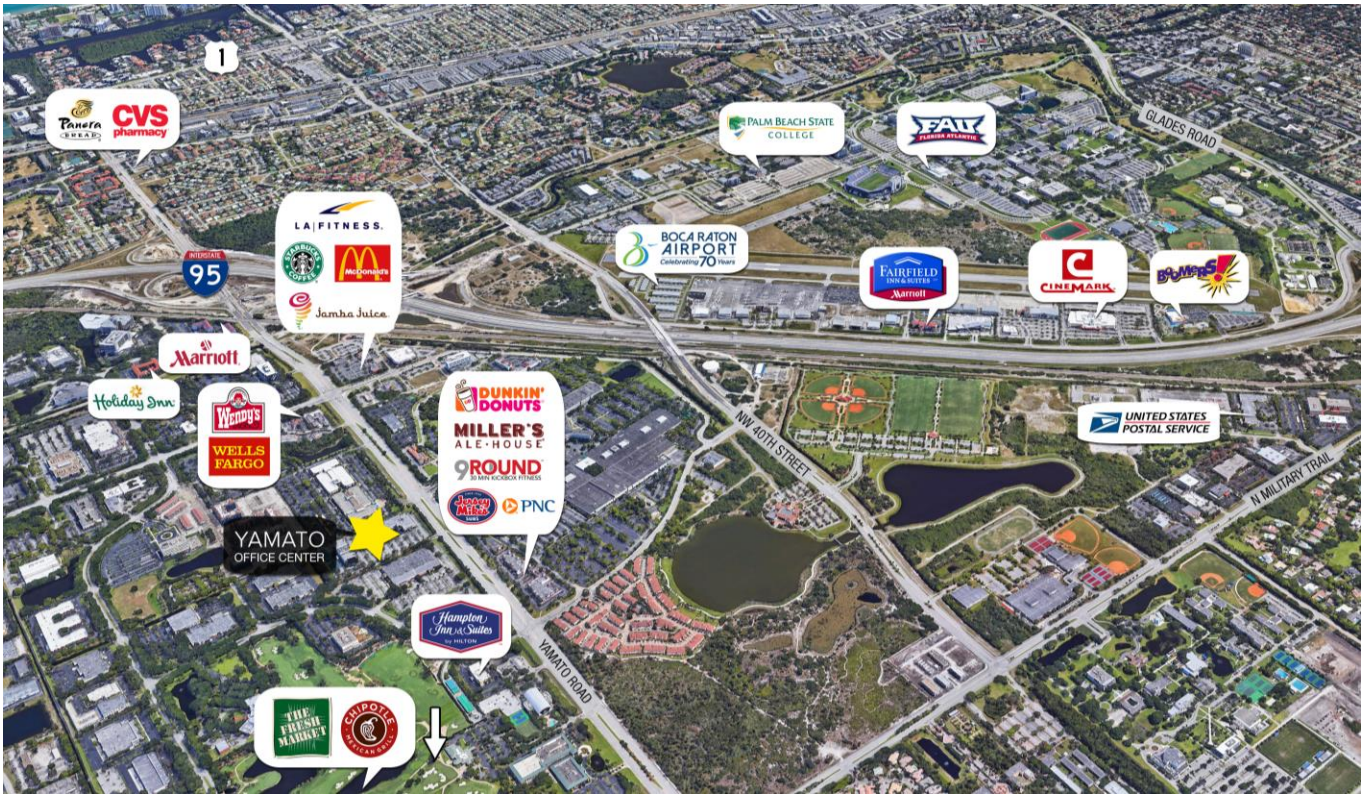 1
Panera
BREAD
CVS
pharmacy
PALM BEACH STATE
COLLEGE
FAU
FLORIDA ATLANTIC
GLADES ROAD
LA|FITNESS.
STARBUCKS
COFFEE
McDonald's
Jamba Juice
INTERSTATE
95
BOCA RATON
AIRPORT
Celebrating 70 Years
FAIRFIELD
INN & SUITES
Marriott
CINEMARK
BOOMERS!
Marriott
Holiday Inn
WENDY'S
WELLS
FARGO
DUNKIN'
DONUTS
MILLER'S
ALE·HOUSE
9ROUND
30 MIN KICKBOX FITNESS
Jersey
Mike's
SUBS
PNC
NW 40TH STREET
UNITED STATES
POSTAL SERVICE
N MILITARY TRAIL
YAMATO
OFFICE CENTER
Hampton
Inn & Suites
by HILTON
YAMATO ROAD
THE
FRESH
MARKET
CHIPOTLE
MEXICAN GRILL